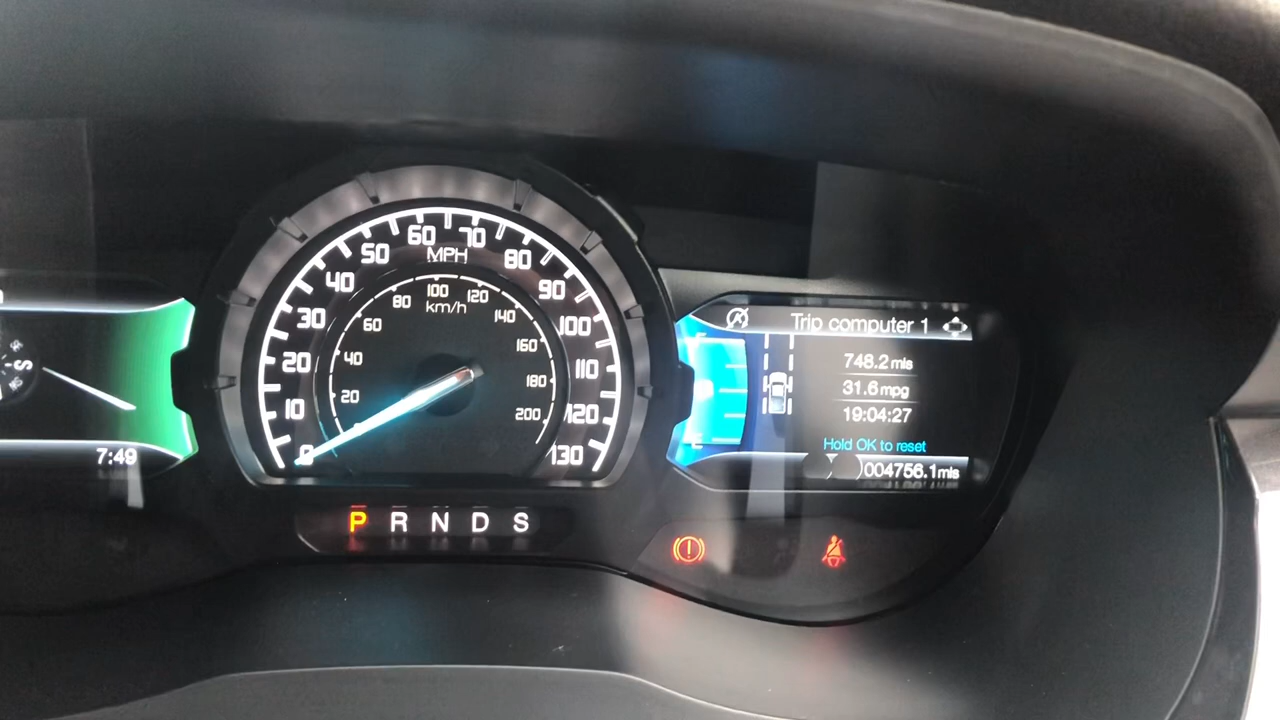 0
10
20
30
40
50
60
70
80
90
100
110
120
130
MPH
20
40
60
80
100
120
140
160
180
200
km/h
S
7:49
P R N D S
Trip computer 1
748.2 mls
31.6 mpg
19:04:27
Hold OK to reset
004756.1 mls
E